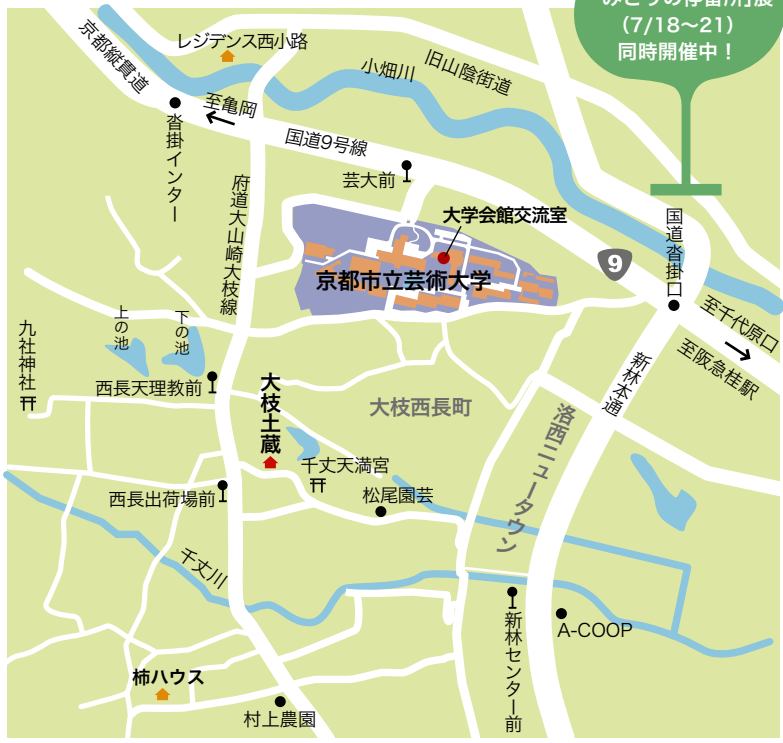 （7/18〜21）
同時開催中！
京都縦貫道
レジデンス西小路
小畑川
旧山陰街道
至亀岡
沓掛インター
国道9号線
芸大前
府道大山崎大枝線
大学会館交流室
国道沓掛口
9
京都市立芸術大学
至千代原口
至阪急桂駅
上の池
下の池
九社神社
西長天理教前
新林本通
大枝土蔵
大枝西長町
洛西ニュータウン
千丈天満宮
西長出荷場前
松尾園芸
千丈川
新林センター前
A-COOP
柿ハウス
村上農園